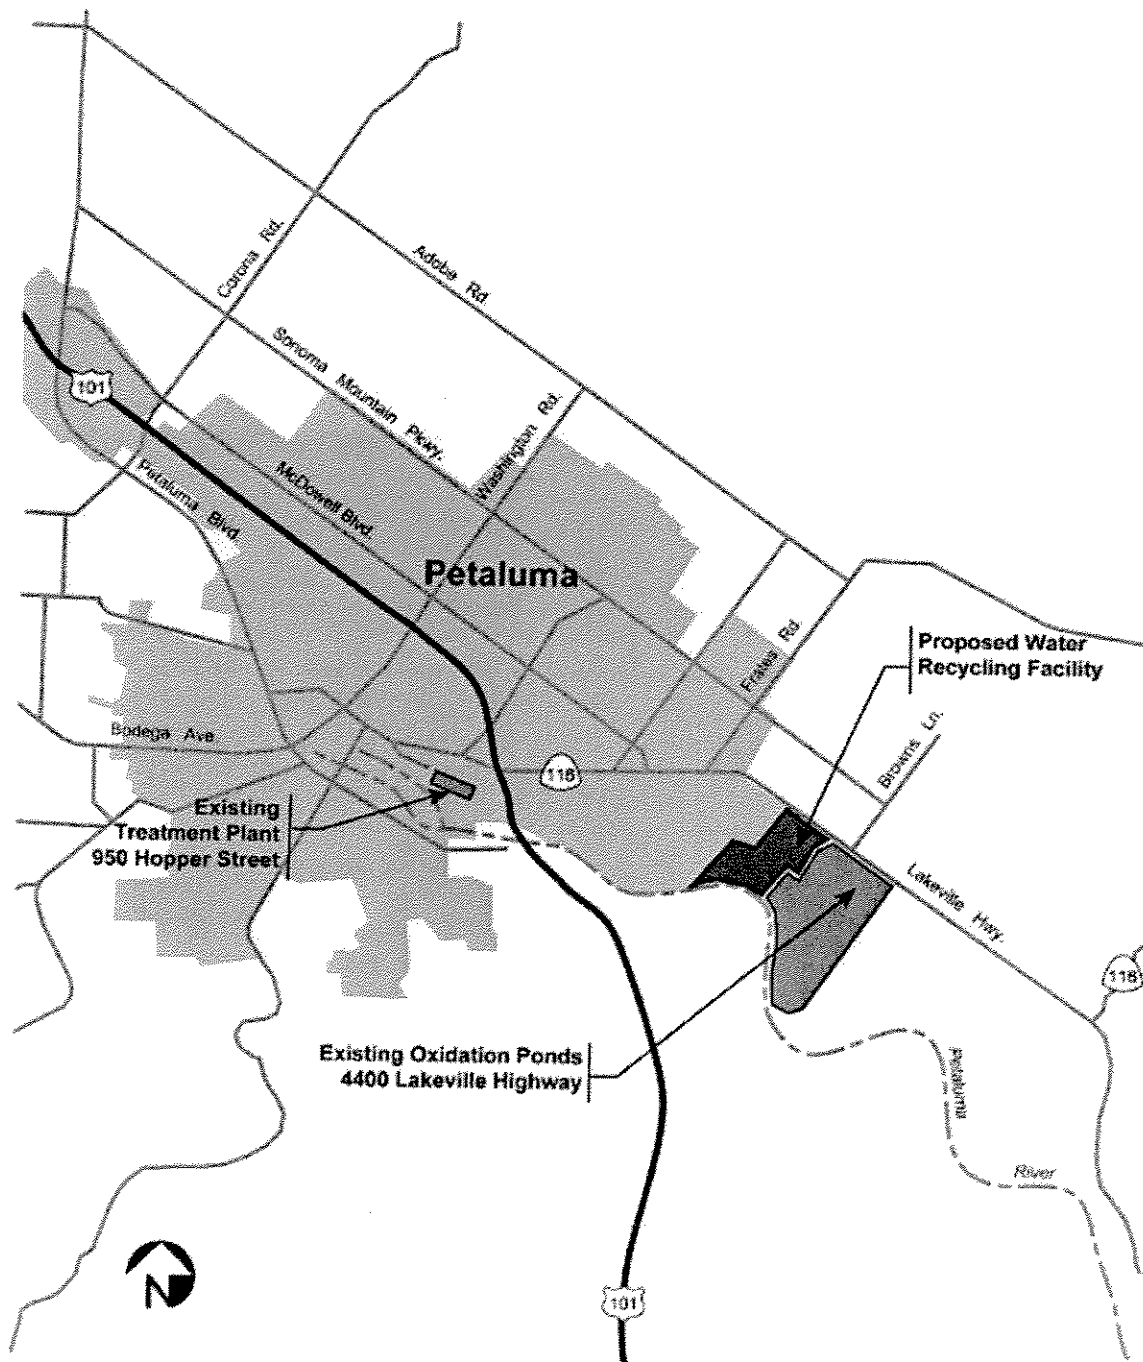 Corona Rd.
Adobe Rd.
Sonoma Mountain Pkwy.
101
Washington Rd.
McDowell Blvd.
Petaluma Blvd.
Petaluma
Frates Rd.
Proposed Water
Recycling Facility
Browns Ln.
Bodega Ave
116
Existing
Treatment Plant
950 Hopper Street
Lakeville Hwy.
116
Existing Oxidation Ponds
4400 Lakeville Highway
Petaluma
River
N
101